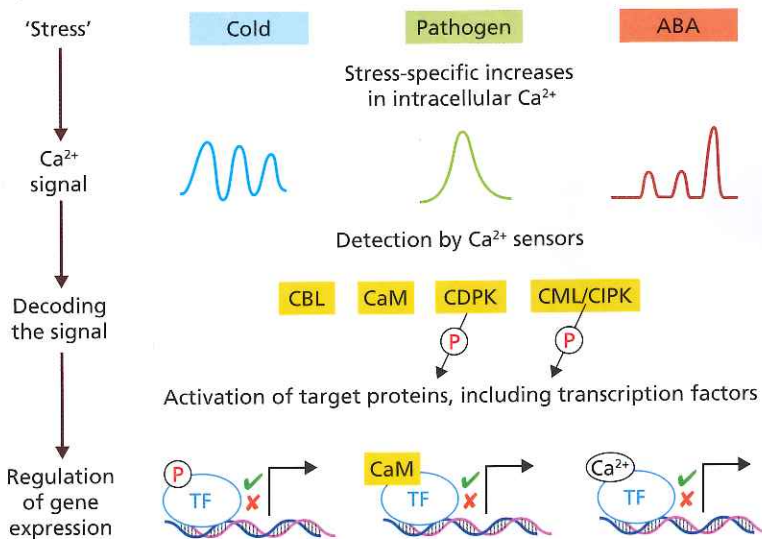 'Stress'
Cold
Pathogen
ABA
Stress-specific increases
in intracellular Ca²⁺
Ca²⁺
signal
Detection by Ca²⁺ sensors
CBL
CaM
CDPK
CML/CIPK
Decoding
the signal
P
P
Activation of target proteins, including transcription factors
Regulation
of gene
expression
P
TF
CaM
TF
Ca²⁺
TF